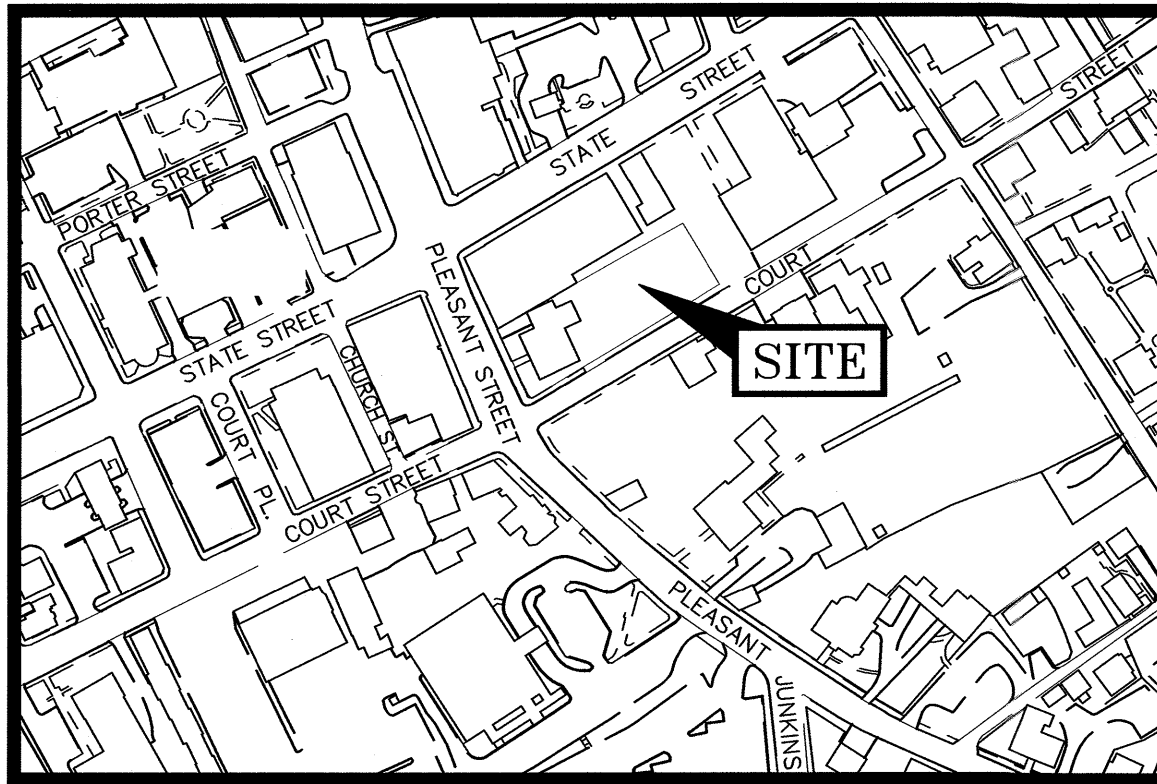 STATE STREET
STREET
PORTER STREET
PLEASANT STREET
COURT
STATE STREET
CHURCH ST.
SITE
COURT PL.
COURT STREET
PLEASANT
JUNKINS